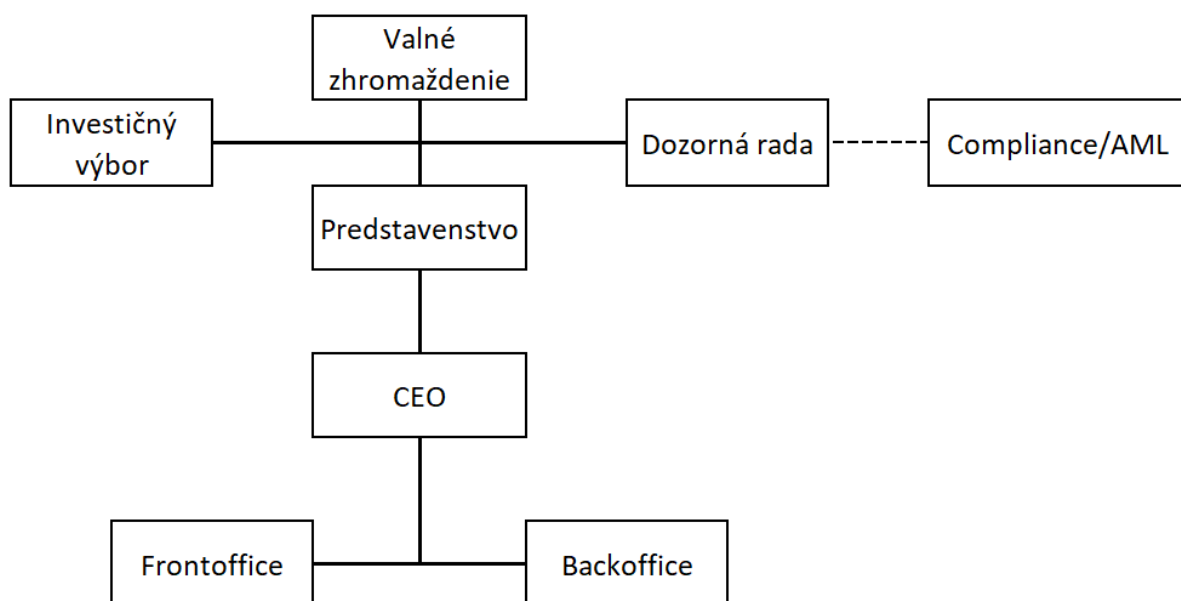 Valné
zhromaždenie
Investičný
výbor
Dozorná rada
Compliance/AML
Predstavenstvo
CEO
Frontoffice
Backoffice